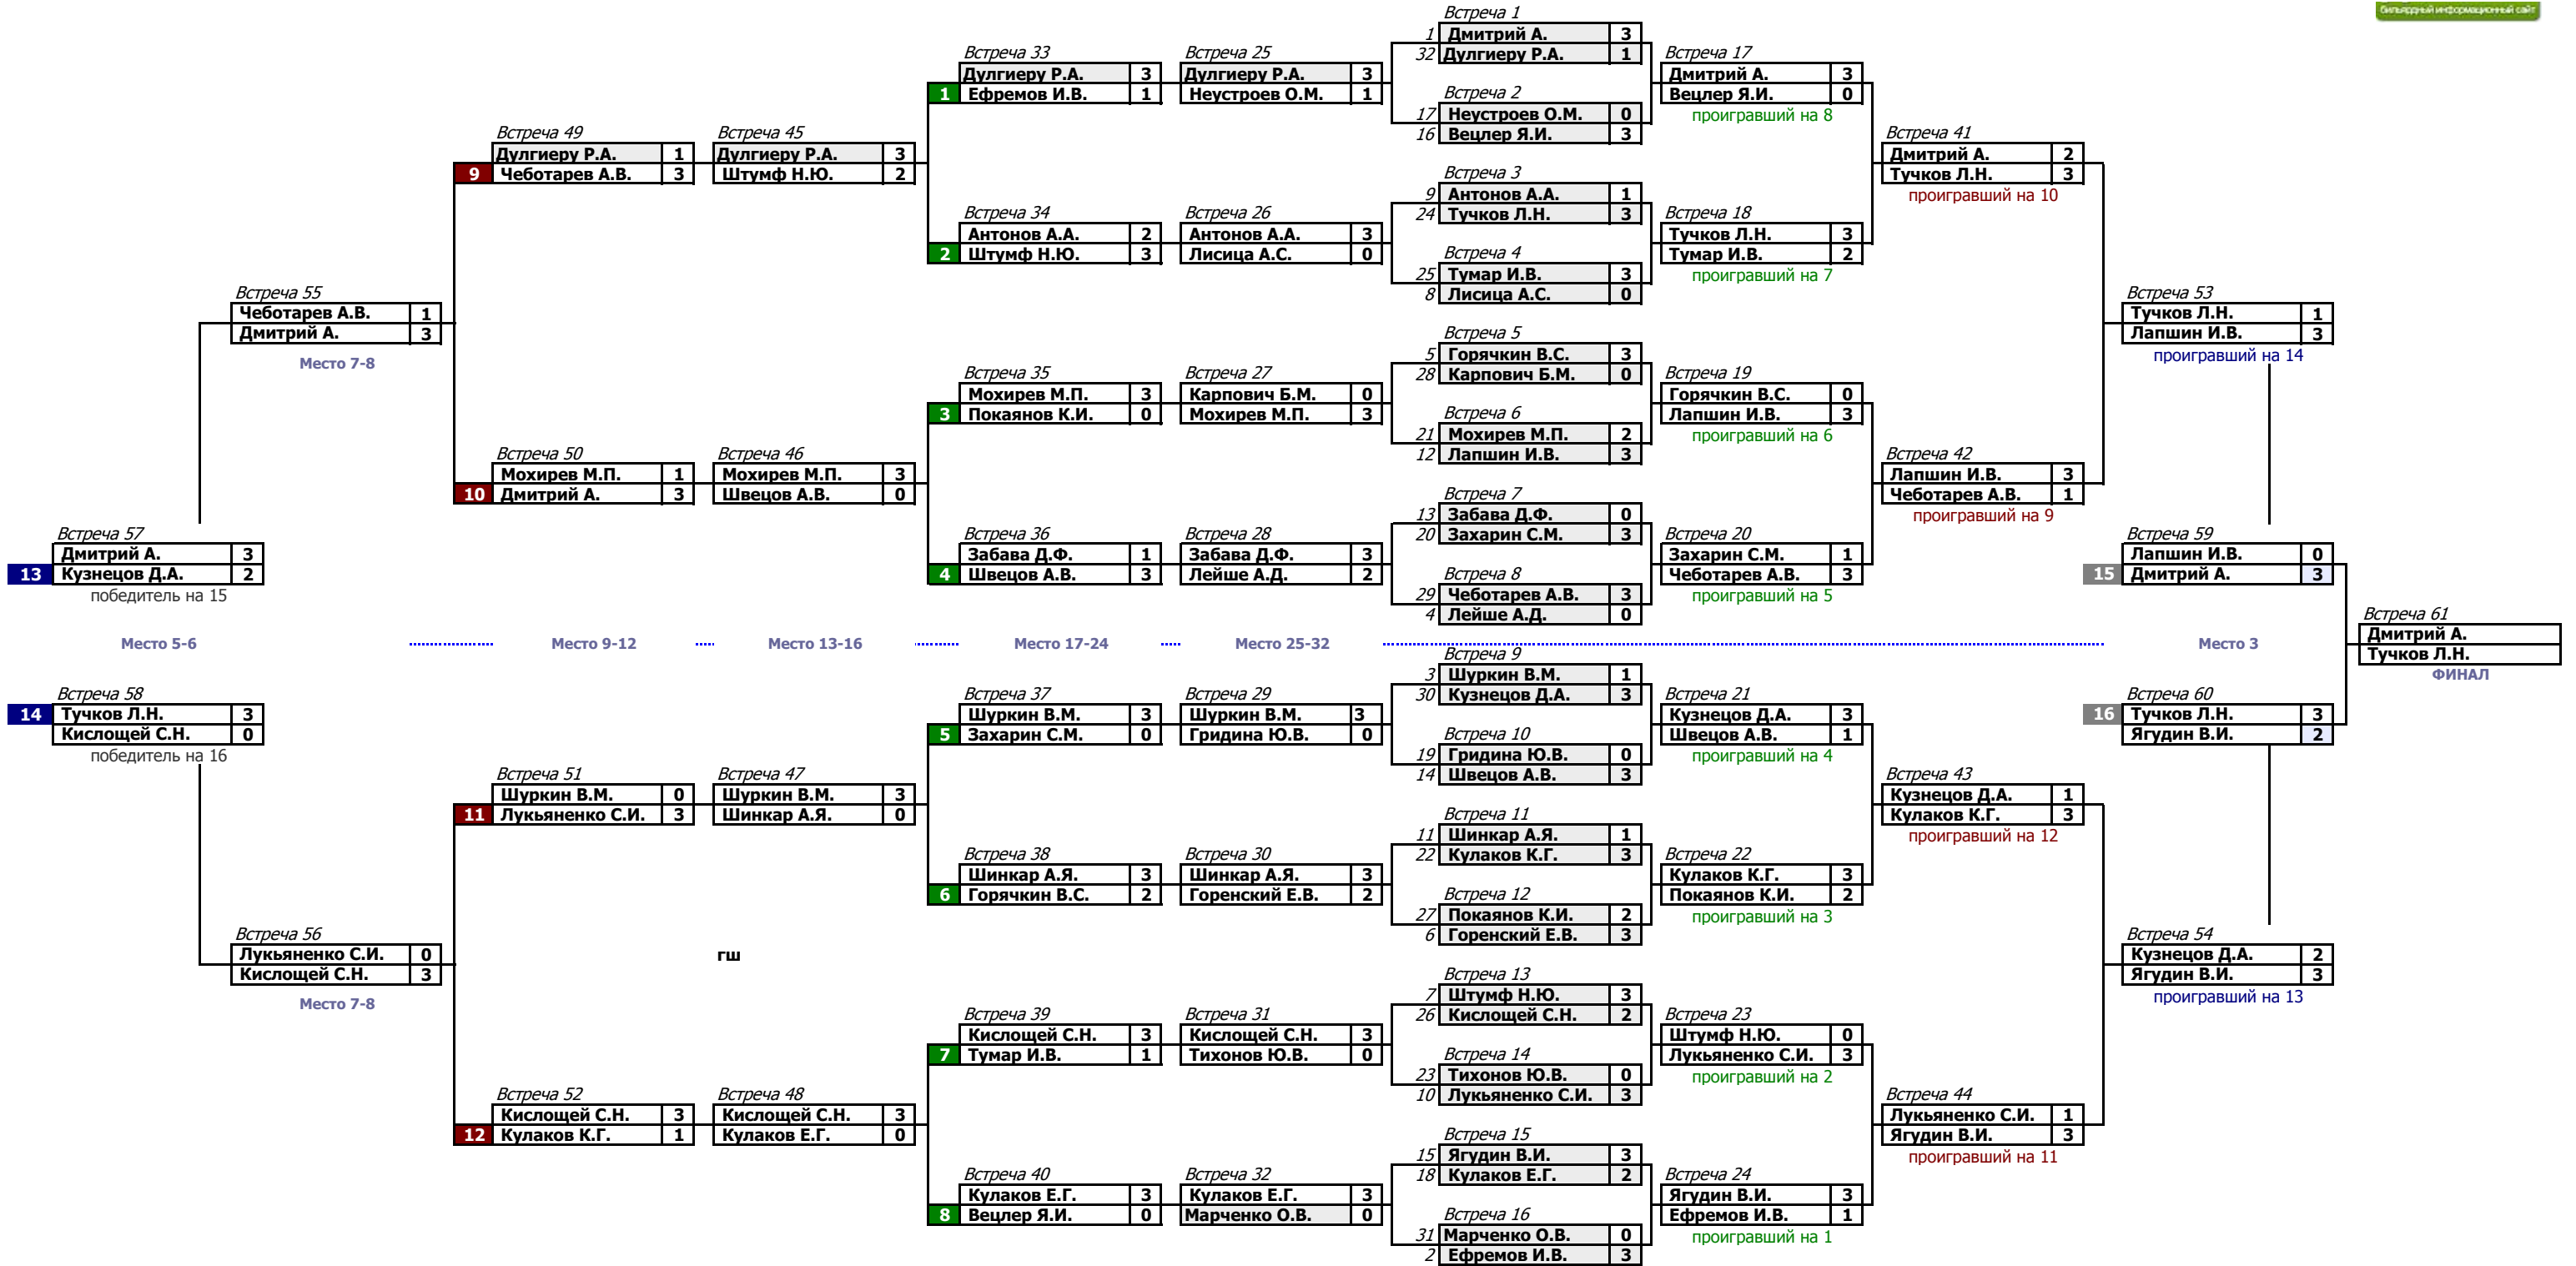 бильярдный информационный сайт
Встреча 1
1 Дмитрий А. 3
32 Дулгиеру Р.А. 1
Встреча 2
17 Неустроев О.М. 0
16 Вецлер Я.И. 3
Встреча 3
9 Антонов А.А. 1
24 Тучков Л.Н. 3
Встреча 4
25 Тумар И.В. 3
8 Лисица А.С. 0
Встреча 5
5 Горячкин В.С. 3
28 Карпович Б.М. 0
Встреча 6
21 Мохирев М.П. 2
12 Лапшин И.В. 3
Встреча 7
13 Забава Д.Ф. 0
20 Захарин С.М. 3
Встреча 8
29 Чеботарев А.В. 3
4 Лейше А.Д. 0
Встреча 9
3 Шуркин В.М. 1
30 Кузнецов Д.А. 3
Встреча 10
19 Гридина Ю.В. 0
14 Швецов А.В. 3
Встреча 11
11 Шинкар А.Я. 1
22 Кулаков К.Г. 3
Встреча 12
27 Покаянов К.И. 2
6 Горенский Е.В. 3
Встреча 13
7 Штумф Н.Ю. 3
26 Кислощей С.Н. 2
Встреча 14
23 Тихонов Ю.В. 0
10 Лукьяненко С.И. 3
Встреча 15
15 Ягудин В.И. 3
18 Кулаков Е.Г. 2
Встреча 16
31 Марченко О.В. 0
2 Ефремов И.В. 3
Встреча 17
Дмитрий А. 3
Вецлер Я.И. 0
проигравший на 8
Встреча 18
Тучков Л.Н. 3
Тумар И.В. 2
проигравший на 7
Встреча 19
Горячкин В.С. 0
Лапшин И.В. 3
проигравший на 6
Встреча 20
Захарин С.М. 1
Чеботарев А.В. 3
проигравший на 5
Встреча 21
Кузнецов Д.А. 3
Швецов А.В. 1
проигравший на 4
Встреча 22
Кулаков К.Г. 3
Покаянов К.И. 2
проигравший на 3
Встреча 23
Штумф Н.Ю. 0
Лукьяненко С.И. 3
проигравший на 2
Встреча 24
Ягудин В.И. 3
Ефремов И.В. 1
проигравший на 1
Встреча 25
Дулгиеру Р.А. 3
Неустроев О.М. 1
Встреча 26
Антонов А.А. 3
Лисица А.С. 0
Встреча 27
Карпович Б.М. 0
Мохирев М.П. 3
Встреча 28
Забава Д.Ф. 3
Лейше А.Д. 2
Место 25-32
Встреча 29
Шуркин В.М. 3
Гридина Ю.В. 0
Встреча 30
Шинкар А.Я. 3
Горенский Е.В. 2
Встреча 31
Кислощей С.Н. 3
Тихонов Ю.В. 0
Встреча 32
Кулаков Е.Г. 3
Марченко О.В. 0
Встреча 33
Дулгиеру Р.А. 3
1 Ефремов И.В. 1
Встреча 34
Антонов А.А. 2
2 Штумф Н.Ю. 3
Встреча 35
Мохирев М.П. 3
3 Покаянов К.И. 0
Встреча 36
Забава Д.Ф. 1
4 Швецов А.В. 3
Место 17-24
Встреча 37
Шуркин В.М. 3
5 Захарин С.М. 0
Встреча 38
Шинкар А.Я. 3
6 Горячкин В.С. 2
Встреча 39
Кислощей С.Н. 3
7 Тумар И.В. 1
Встреча 40
Кулаков Е.Г. 3
8 Вецлер Я.И. 0
Встреча 41
Дмитрий А. 2
Тучков Л.Н. 3
проигравший на 10
Встреча 42
Лапшин И.В. 3
Чеботарев А.В. 1
проигравший на 9
Встреча 43
Кузнецов Д.А. 1
Кулаков К.Г. 3
проигравший на 12
Встреча 44
Лукьяненко С.И. 1
Ягудин В.И. 3
проигравший на 11
Встреча 45
Дулгиеру Р.А. 3
Штумф Н.Ю. 2
Встреча 46
Мохирев М.П. 3
Швецов А.В. 0
Место 13-16
Встреча 47
Шуркин В.М. 3
Шинкар А.Я. 0
гш
Встреча 48
Кислощей С.Н. 3
Кулаков Е.Г. 0
Встреча 49
Дулгиеру Р.А. 1
9 Чеботарев А.В. 3
Встреча 50
Мохирев М.П. 1
10 Дмитрий А. 3
Место 9-12
Встреча 51
Шуркин В.М. 0
11 Лукьяненко С.И. 3
Встреча 52
Кислощей С.Н. 3
12 Кулаков К.Г. 1
Встреча 53
Тучков Л.Н. 1
Лапшин И.В. 3
проигравший на 14
Встреча 54
Кузнецов Д.А. 2
Ягудин В.И. 3
проигравший на 13
Встреча 55
Чеботарев А.В. 1
Дмитрий А. 3
Место 7-8
Встреча 56
Лукьяненко С.И. 0
Кислощей С.Н. 3
Место 7-8
Встреча 57
Дмитрий А. 3
13 Кузнецов Д.А. 2
победитель на 15
Место 5-6
Встреча 58
14 Тучков Л.Н. 3
Кислощей С.Н. 0
победитель на 16
Встреча 59
Лапшин И.В. 0
15 Дмитрий А. 3
Место 3
Встреча 60
16 Тучков Л.Н. 3
Ягудин В.И. 2
Встреча 61
Дмитрий А.
Тучков Л.Н.
ФИНАЛ